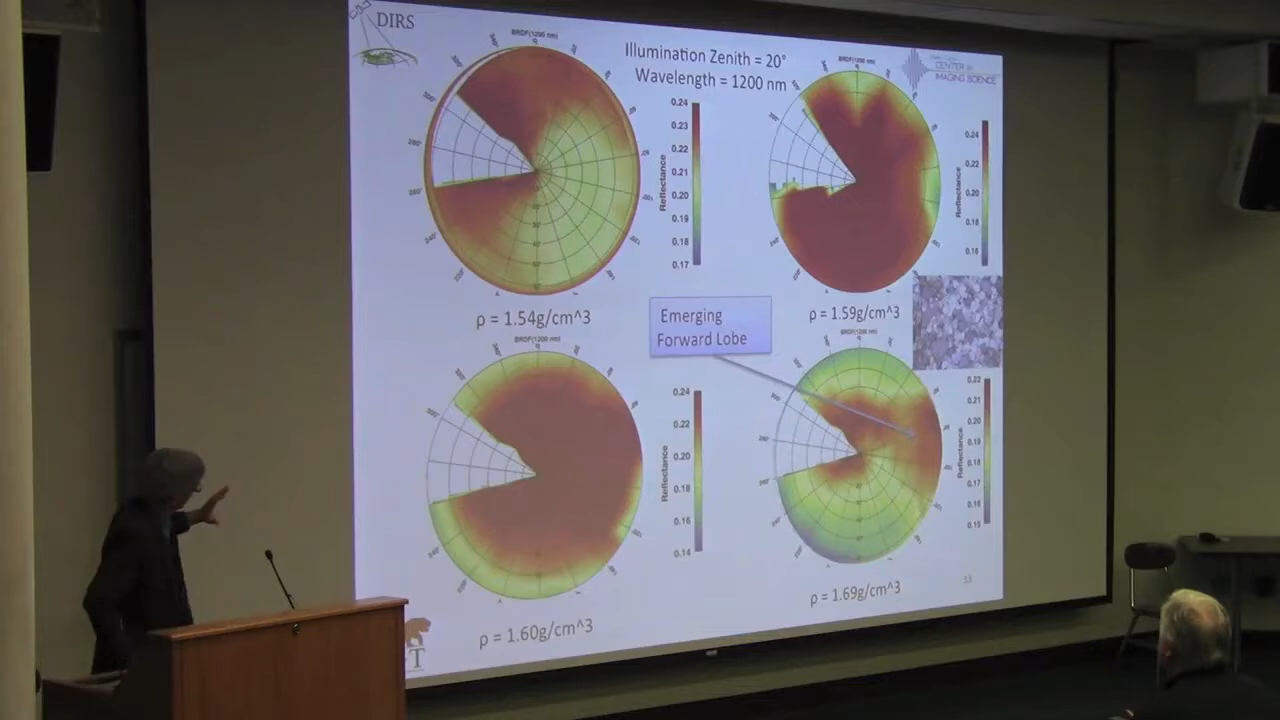 DIRS
Illumination Zenith = 20°
Wavelength = 1200 nm
CENTER for
IMAGING SCIENCE
BRDF(1200 nm)
0.24
0.23
0.22
0.21
0.20
0.19
0.18
0.17
Reflectance
ρ = 1.54g/cm^3
BRDF(1200 nm)
0.24
0.22
0.20
0.18
0.16
Reflectance
ρ = 1.59g/cm^3
Emerging
Forward Lobe
BRDF(1200 nm)
0.24
0.22
0.20
0.18
0.16
0.14
Reflectance
ρ = 1.60g/cm^3
BRDF(1200 nm)
0.22
0.21
0.20
0.19
0.18
0.17
0.16
0.15
Reflectance
ρ = 1.69g/cm^3
13